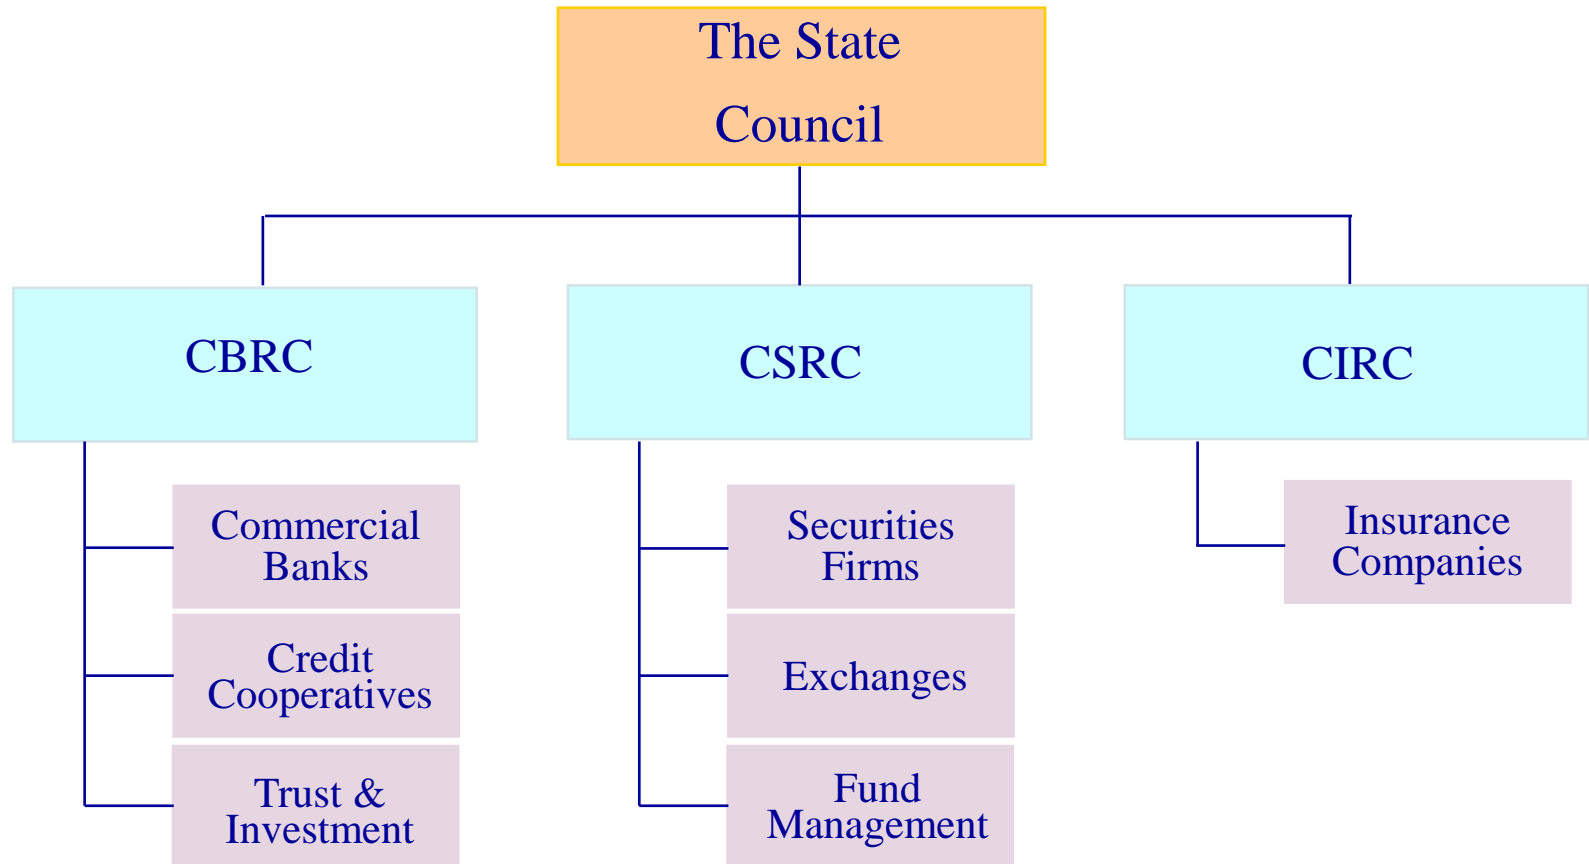 The State
Council
CBRC
CSRC
CIRC
Commercial
Banks
Credit
Cooperatives
Trust &
Investment
Securities
Firms
Exchanges
Fund
Management
Insurance
Companies